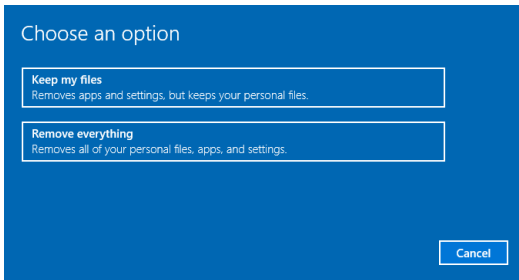 Choose an option
Keep my files
Removes apps and settings, but keeps your personal files.
Remove everything
Removes all of your personal files, apps, and settings.
Cancel